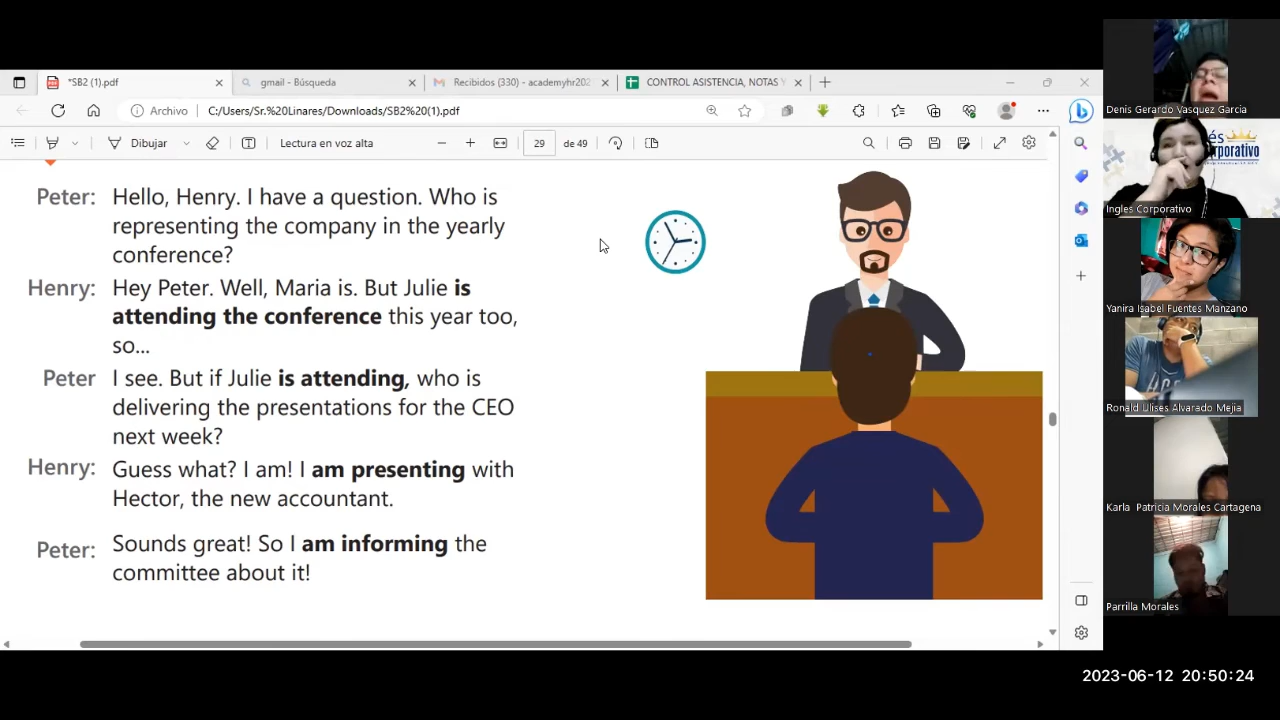 *SB2 (1).pdf
gmail - Búsqueda
Recibidos (330) - academyhr202
CONTROL ASISTENCIA, NOTAS Y
Archivo
C:/Users/Sr.%20Linares/Downloads/SB2%20(1).pdf
Dibujar
Lectura en voz alta
29
de 49
Peter: Hello, Henry. I have a question. Who is
representing the company in the yearly
conference?
Henry: Hey Peter. Well, Maria is. But Julie is
attending the conference this year too,
so...
Peter I see. But if Julie is attending, who is
delivering the presentations for the CEO
next week?
Henry: Guess what? I am! I am presenting with
Hector, the new accountant.
Peter: Sounds great! So I am informing the
committee about it!
Denis Gerardo Vasquez Garcia
és
rporativo
Ingles Corporativo
Yanira Isabel Fuentes Manzano
Ronald Ulises Alvarado Mejia
Karla Patricia Morales Cartagena
Parrilla Morales
2023-06-12 20:50:24